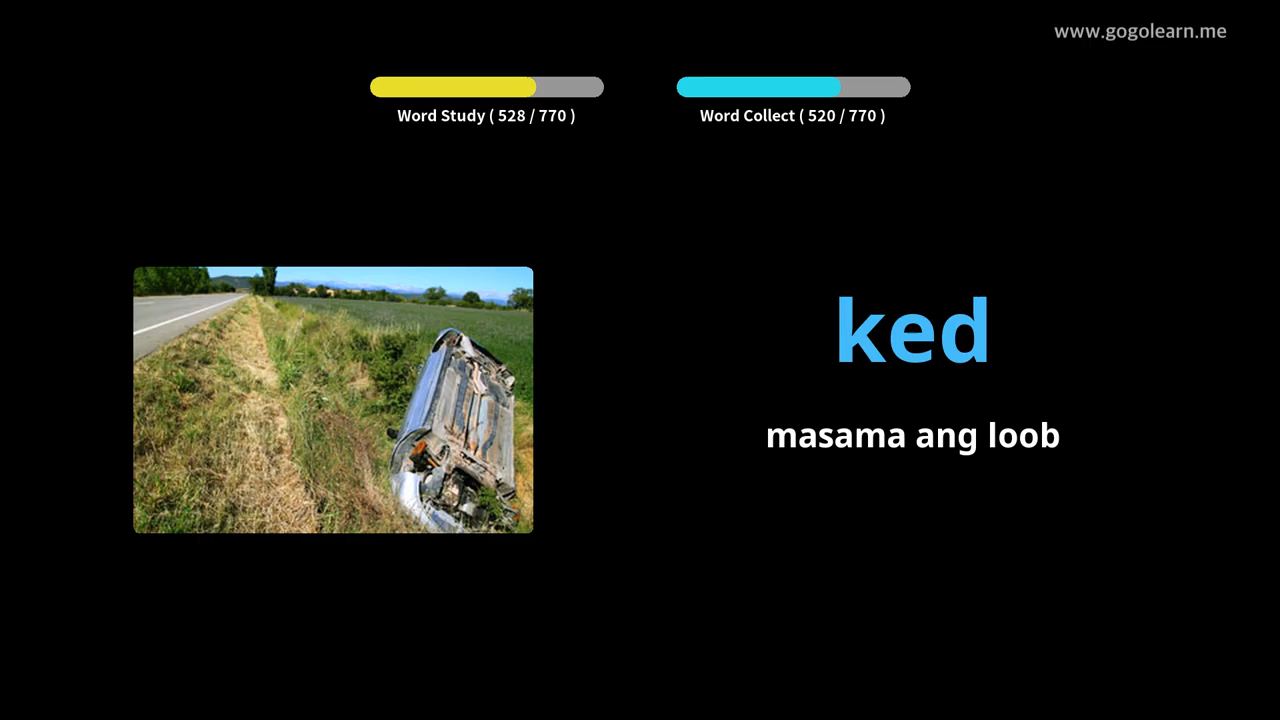 www.gogolearn.me
Word Study ( 528 / 770 )
Word Collect ( 520 / 770 )
ked
masama ang loob